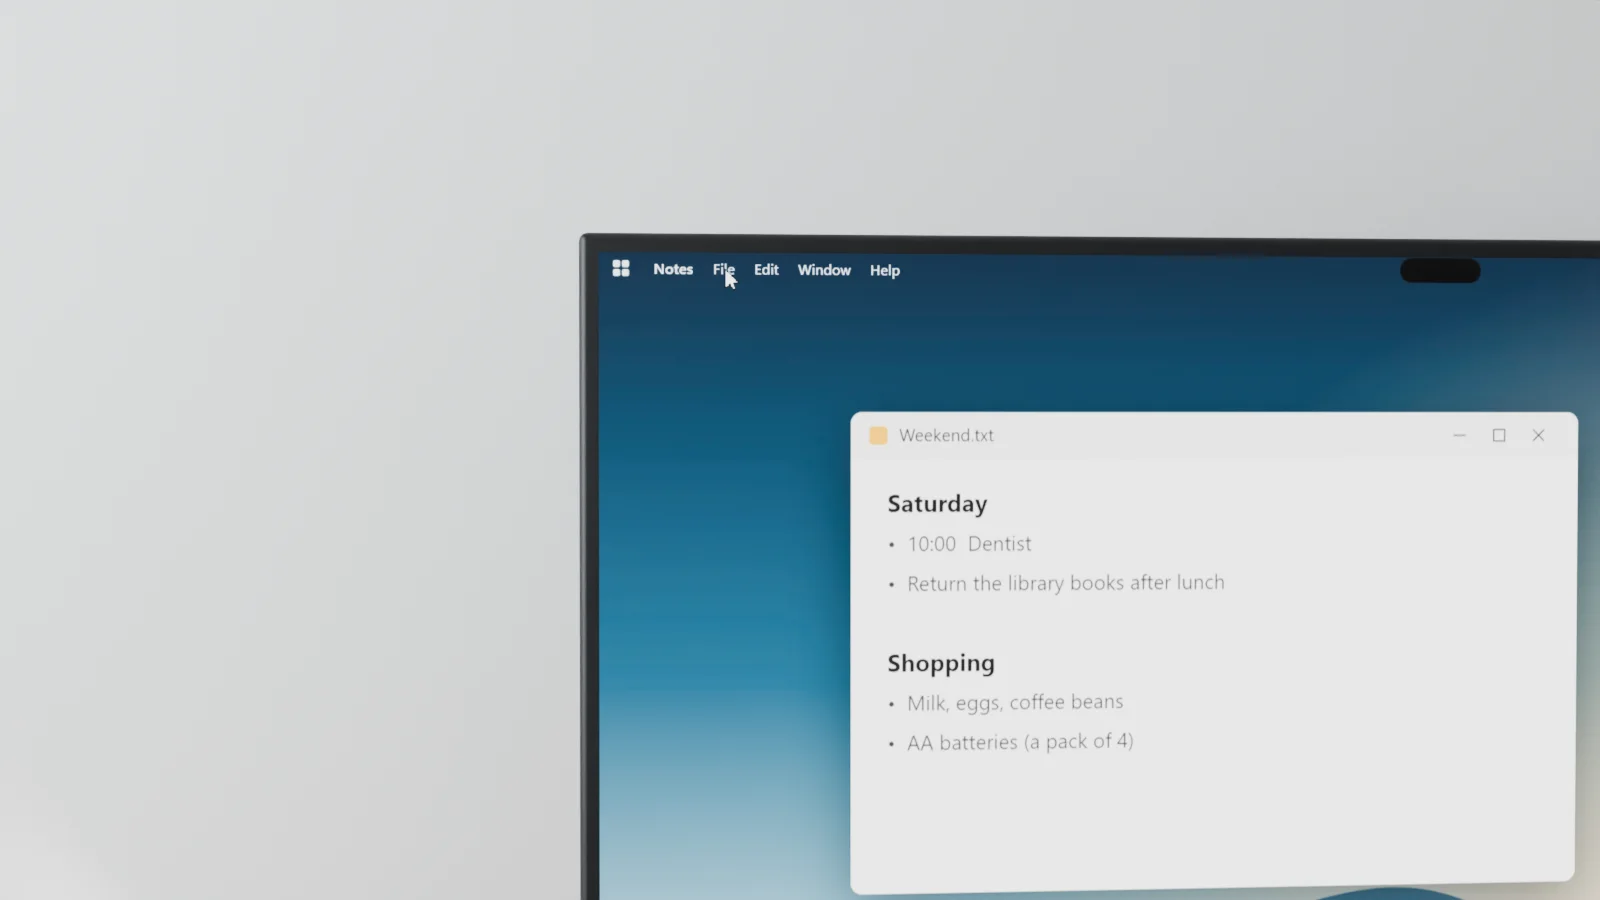 Notes File Edit Window Help
Weekend.txt
Saturday
• 10:00 Dentist
• Return the library books after lunch
Shopping
• Milk, eggs, coffee beans
• AA batteries (a pack of 4)